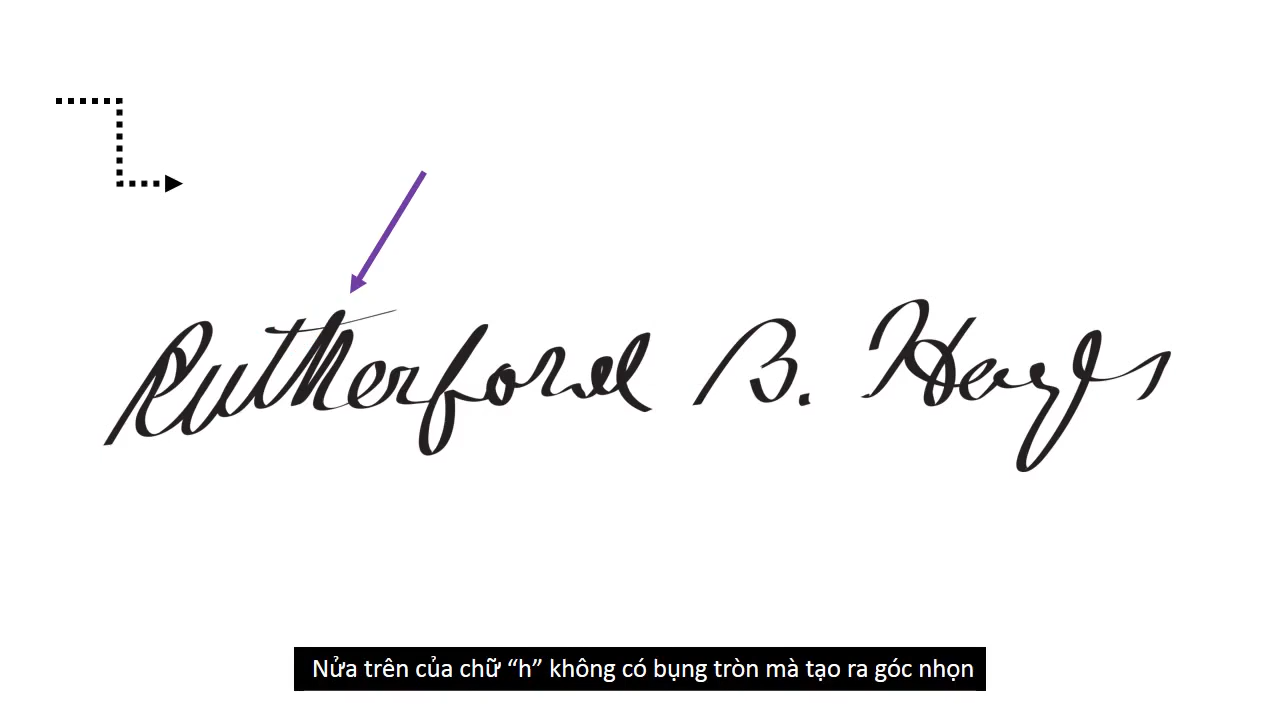 Rutherford B. Hayes
Nửa trên của chữ “h” không có bụng tròn mà tạo ra góc nhọn